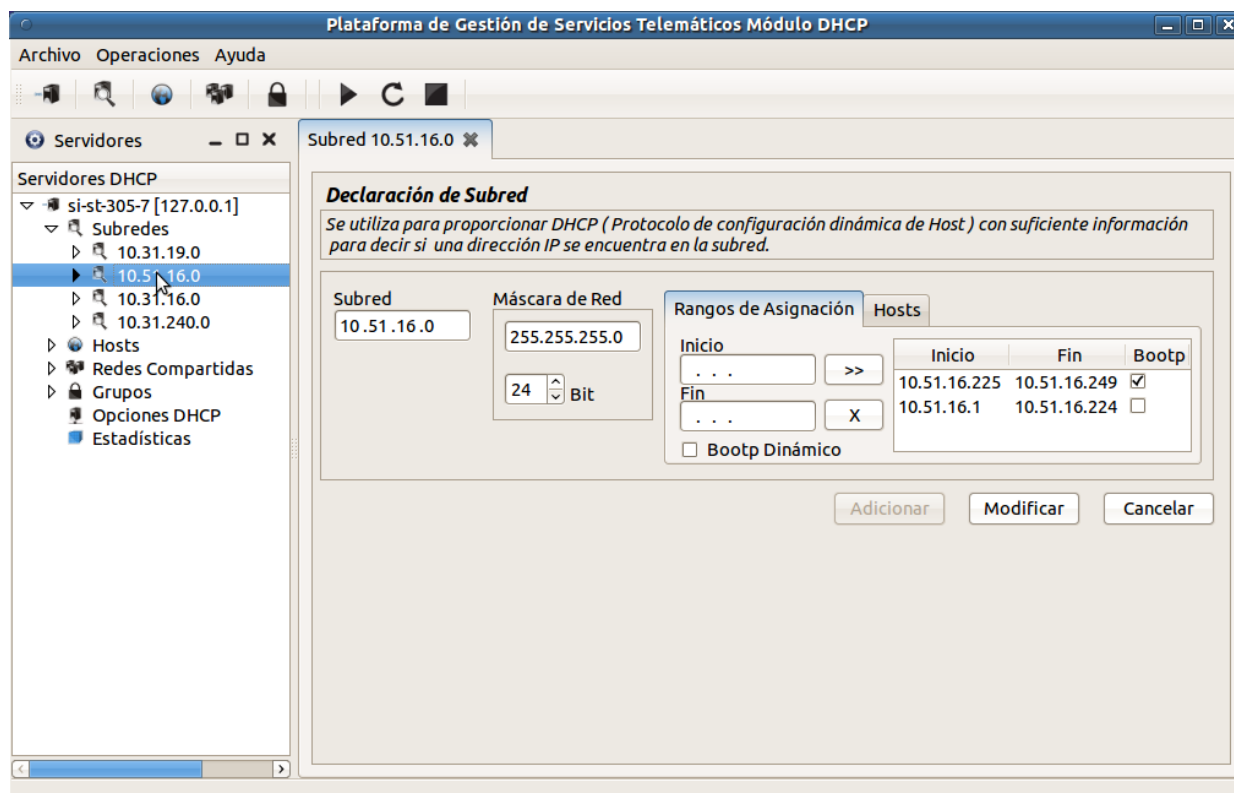 Plataforma de Gestión de Servicios Telemáticos Módulo DHCP
Archivo Operaciones Ayuda
Servidores
Servidores DHCP
si-st-305-7 [127.0.0.1]
Subredes
10.31.19.0
10.51.16.0
10.31.16.0
10.31.240.0
Hosts
Redes Compartidas
Grupos
Opciones DHCP
Estadísticas
Subred 10.51.16.0
Declaración de Subred
Se utiliza para proporcionar DHCP ( Protocolo de configuración dinámica de Host ) con suficiente información
para decir si una dirección IP se encuentra en la subred.
Subred
10 .51 .16 .0
Máscara de Red
255.255.255.0
24 Bit
Rangos de Asignación Hosts
Inicio
. . .
>>
Fin
. . .
X
Bootp Dinámico
Inicio Fin Bootp
10.51.16.225 10.51.16.249
10.51.16.1 10.51.16.224
Adicionar Modificar Cancelar